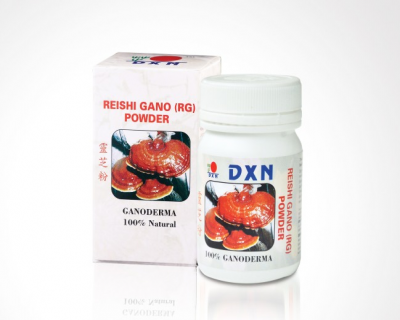 DXN
REISHI GANO (RG)
POWDER
靈芝粉
GANODERMA
100% Natural
DXN
REISHI GANO (RG)
POWDER
100% GANODERMA